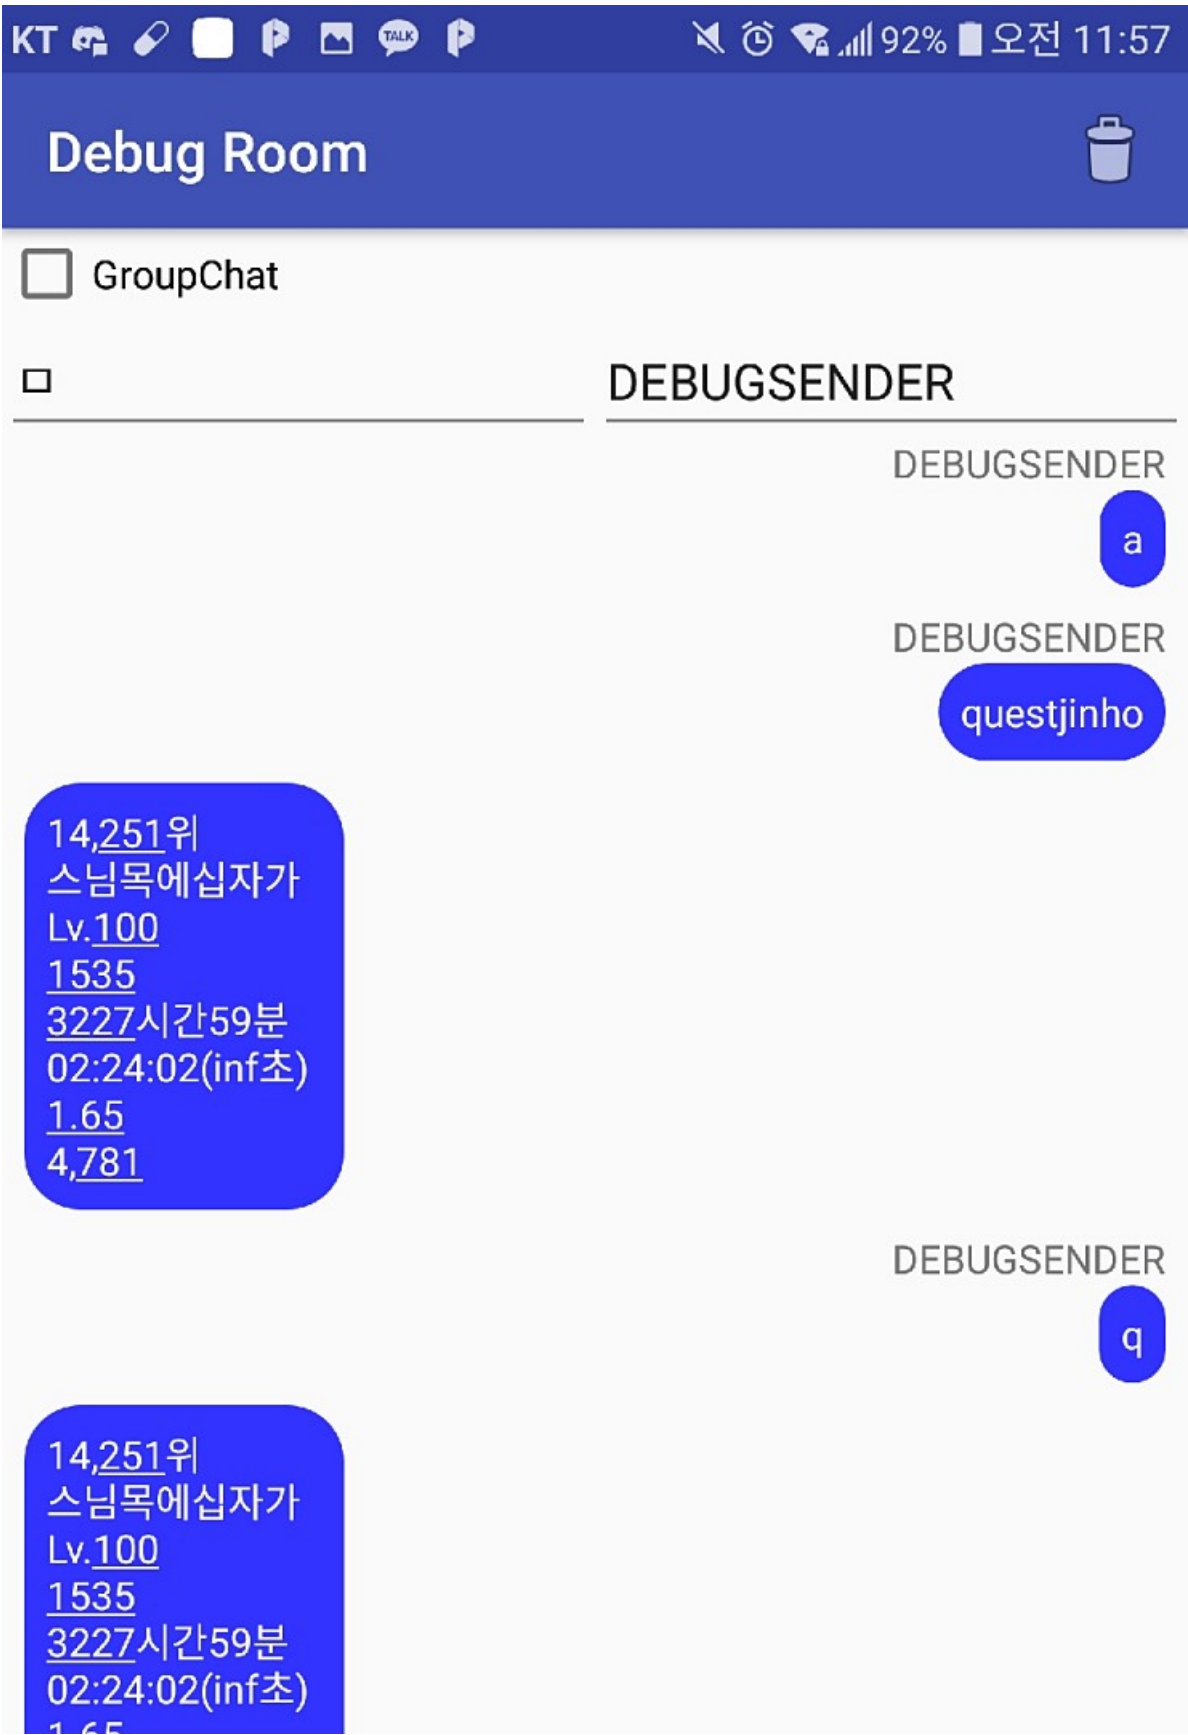 KT TALK 92% 오전 11:57
Debug Room
GroupChat
ㅁ DEBUGSENDER
DEBUGSENDER
a
DEBUGSENDER
questjinho
14,251위
스님목에십자가
Lv.100
1535
3227시간59분
02:24:02(inf초)
1.65
4,781
DEBUGSENDER
q
14,251위
스님목에십자가
Lv.100
1535
3227시간59분
02:24:02(inf초)
1.65